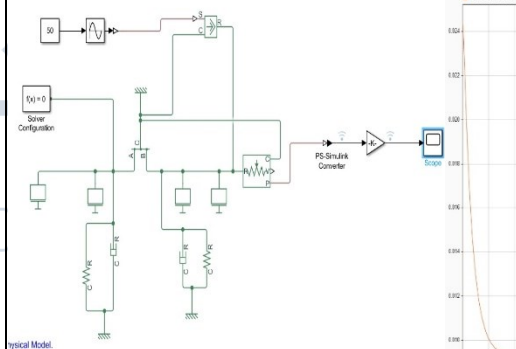 50
S
R
C
f(x) = 0
Solver
Configuration
C
A
B
C
R
P
PS-Simulink
Converter
-K-
Scope
R
R
C
C
R
R
C
C
ysical Model.
0.024
0.022
0.020
0.018
0.016
0.014
0.012
0.010